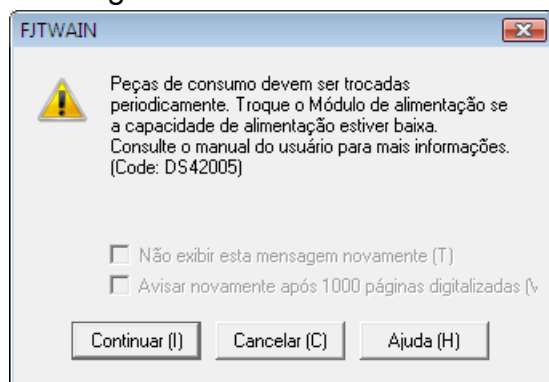 FJTWAIN
Peças de consumo devem ser trocadas
periodicamente. Troque o Módulo de alimentação se
a capacidade de alimentação estiver baixa.
Consulte o manual do usuário para mais informações.
(Code: DS42005)
Não exibir esta mensagem novamente (T)
Avisar novamente após 1000 páginas digitalizadas (
Continuar (I) Cancelar (C) Ajuda (H)